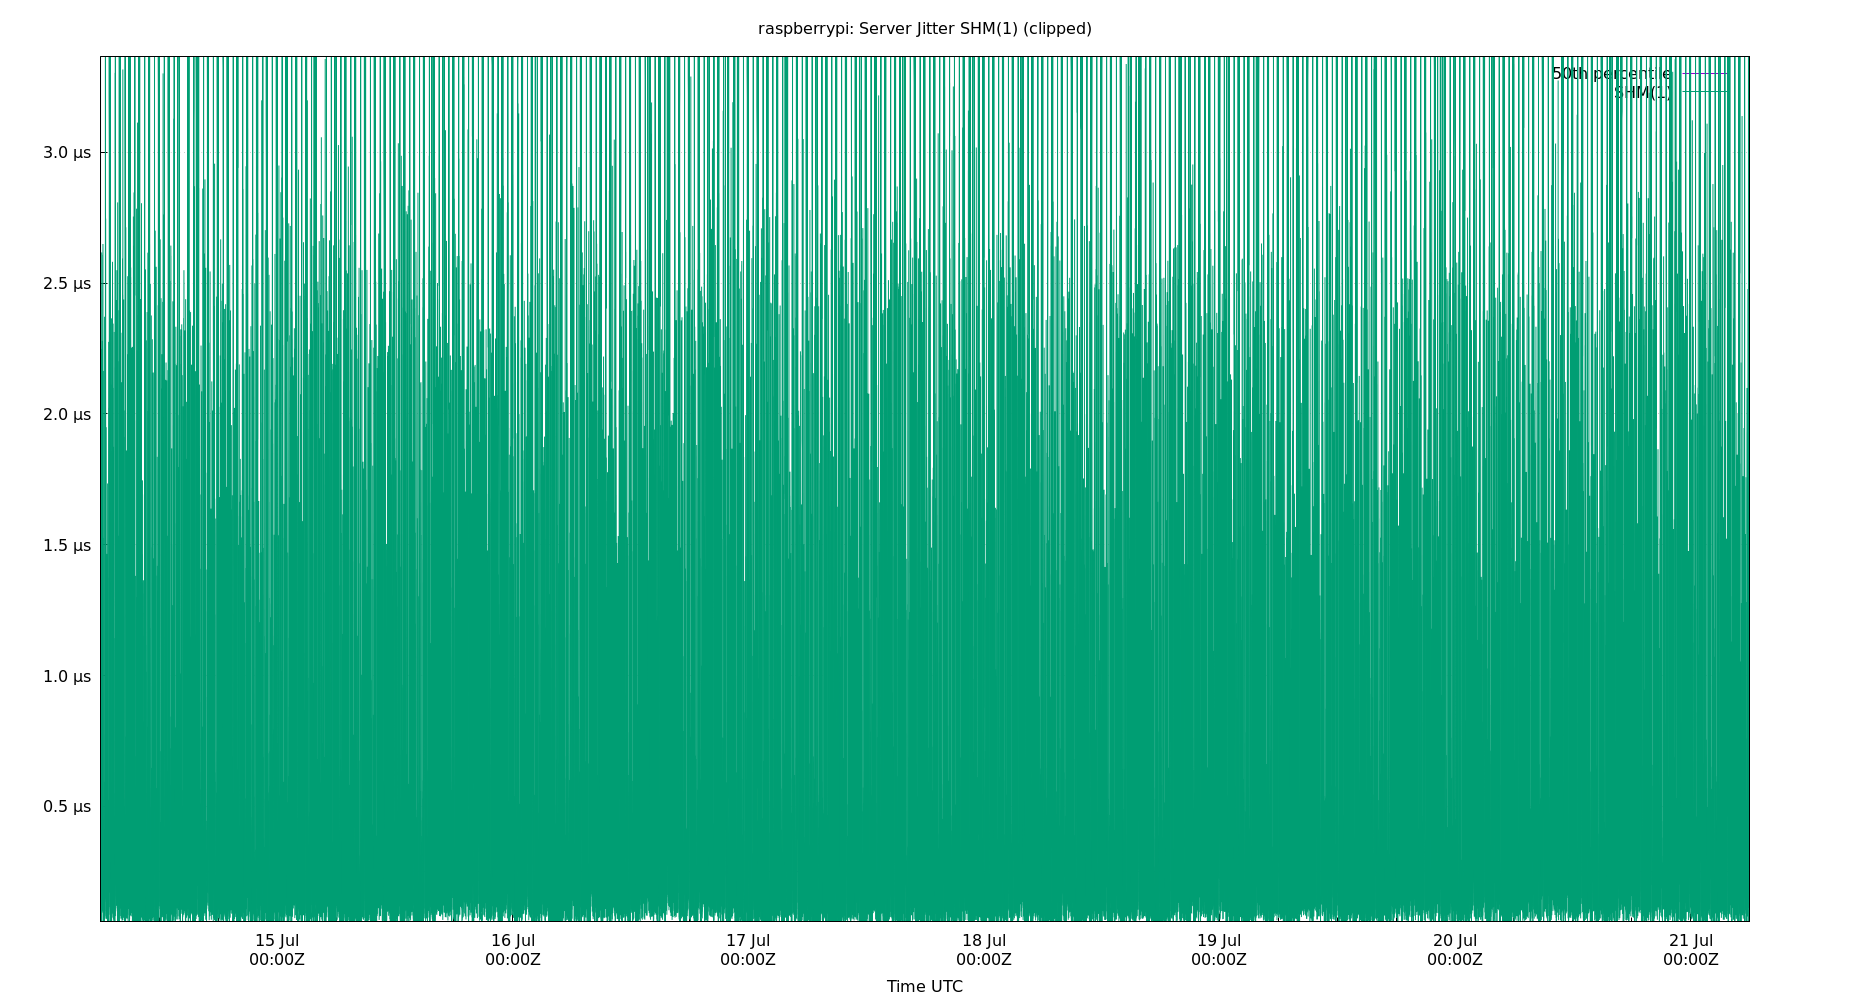 raspberrypi: Server Jitter SHM(1) (clipped)
50th percentile
SHM(1)
3.0 µs
2.5 µs
2.0 µs
1.5 µs
1.0 µs
0.5 µs
15 Jul 16 Jul 17 Jul 18 Jul 19 Jul 20 Jul 21 Jul
00:00Z 00:00Z 00:00Z 00:00Z 00:00Z 00:00Z 00:00Z
Time UTC